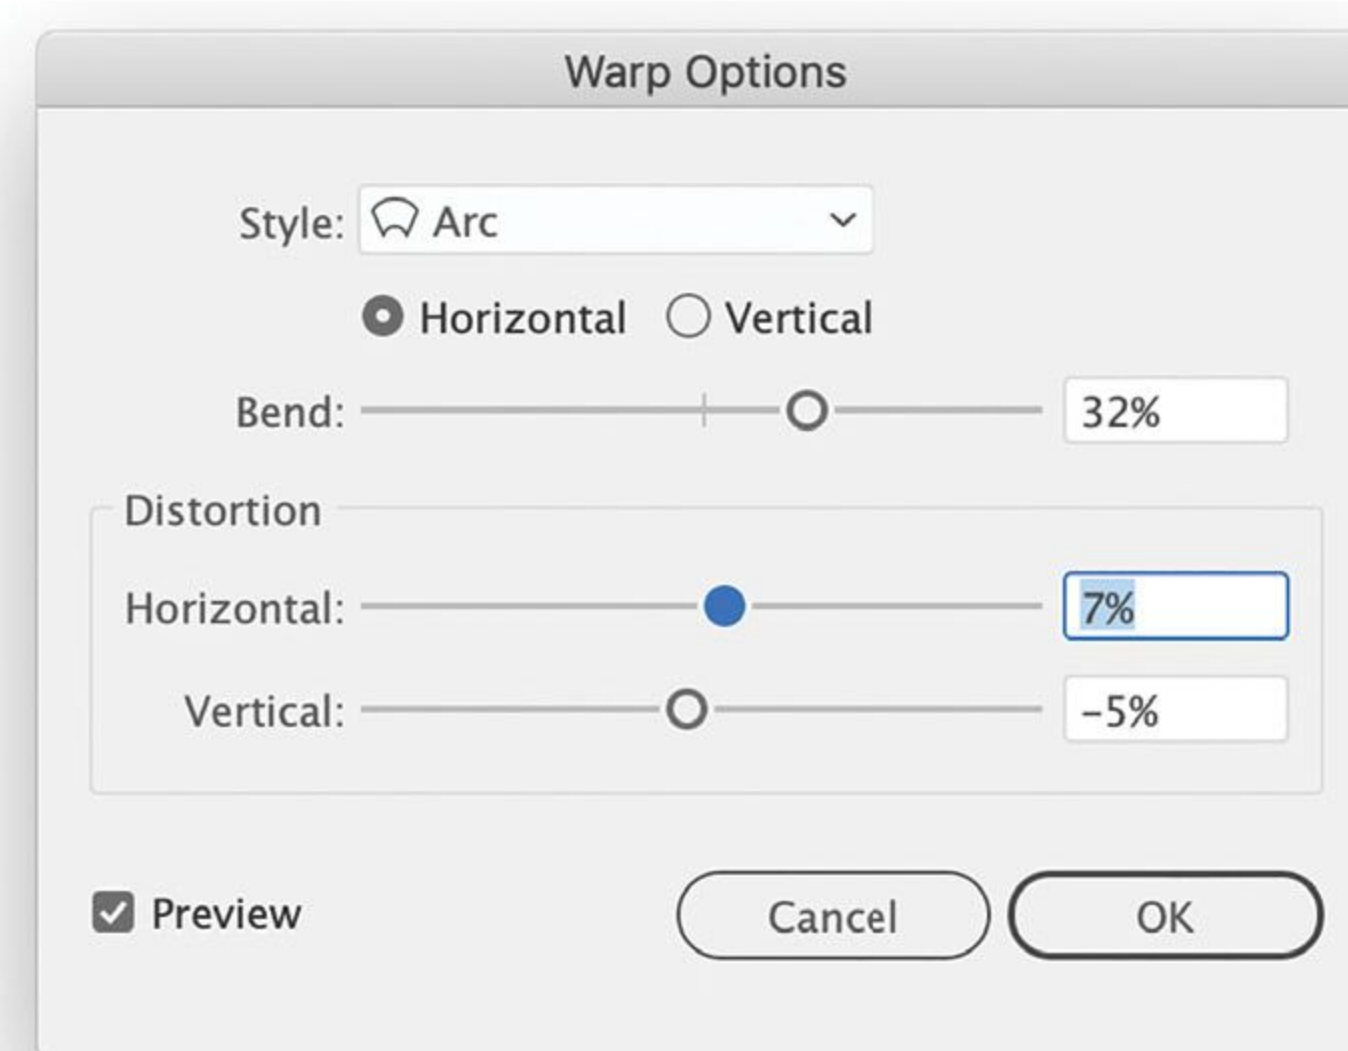 Warp Options
Style: Arc
Horizontal Vertical
Bend: 32%
Distortion
Horizontal: 7%
Vertical: –5%
Preview Cancel OK